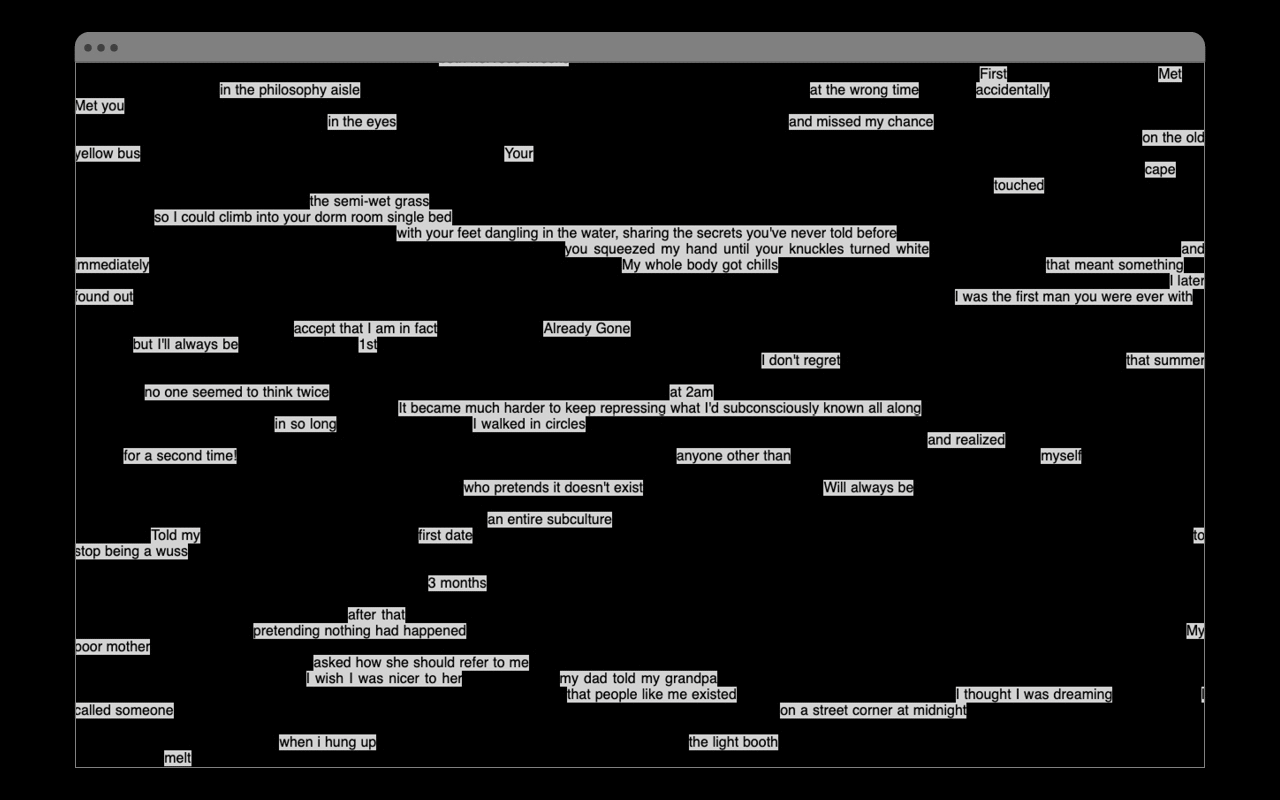 First Met
in the philosophy aisle at the wrong time accidentally
Met you
in the eyes and missed my chance
on the old
yellow bus Your
cape
touched
the semi-wet grass
so I could climb into your dorm room single bed
with your feet dangling in the water, sharing the secrets you've never told before
you squeezed my hand until your knuckles turned white and
immediately My whole body got chills that meant something
I later
found out I was the first man you were ever with
accept that I am in fact Already Gone
but I'll always be 1st
I don't regret that summer
no one seemed to think twice at 2am
It became much harder to keep repressing what I'd subconsciously known all along
in so long I walked in circles
and realized
for a second time! anyone other than myself
who pretends it doesn't exist Will always be
an entire subculture
Told my first date to
stop being a wuss
3 months
after that
pretending nothing had happened My
poor mother
asked how she should refer to me
I wish I was nicer to her my dad told my grandpa
that people like me existed I thought I was dreaming I
called someone on a street corner at midnight
when i hung up the light booth
melt